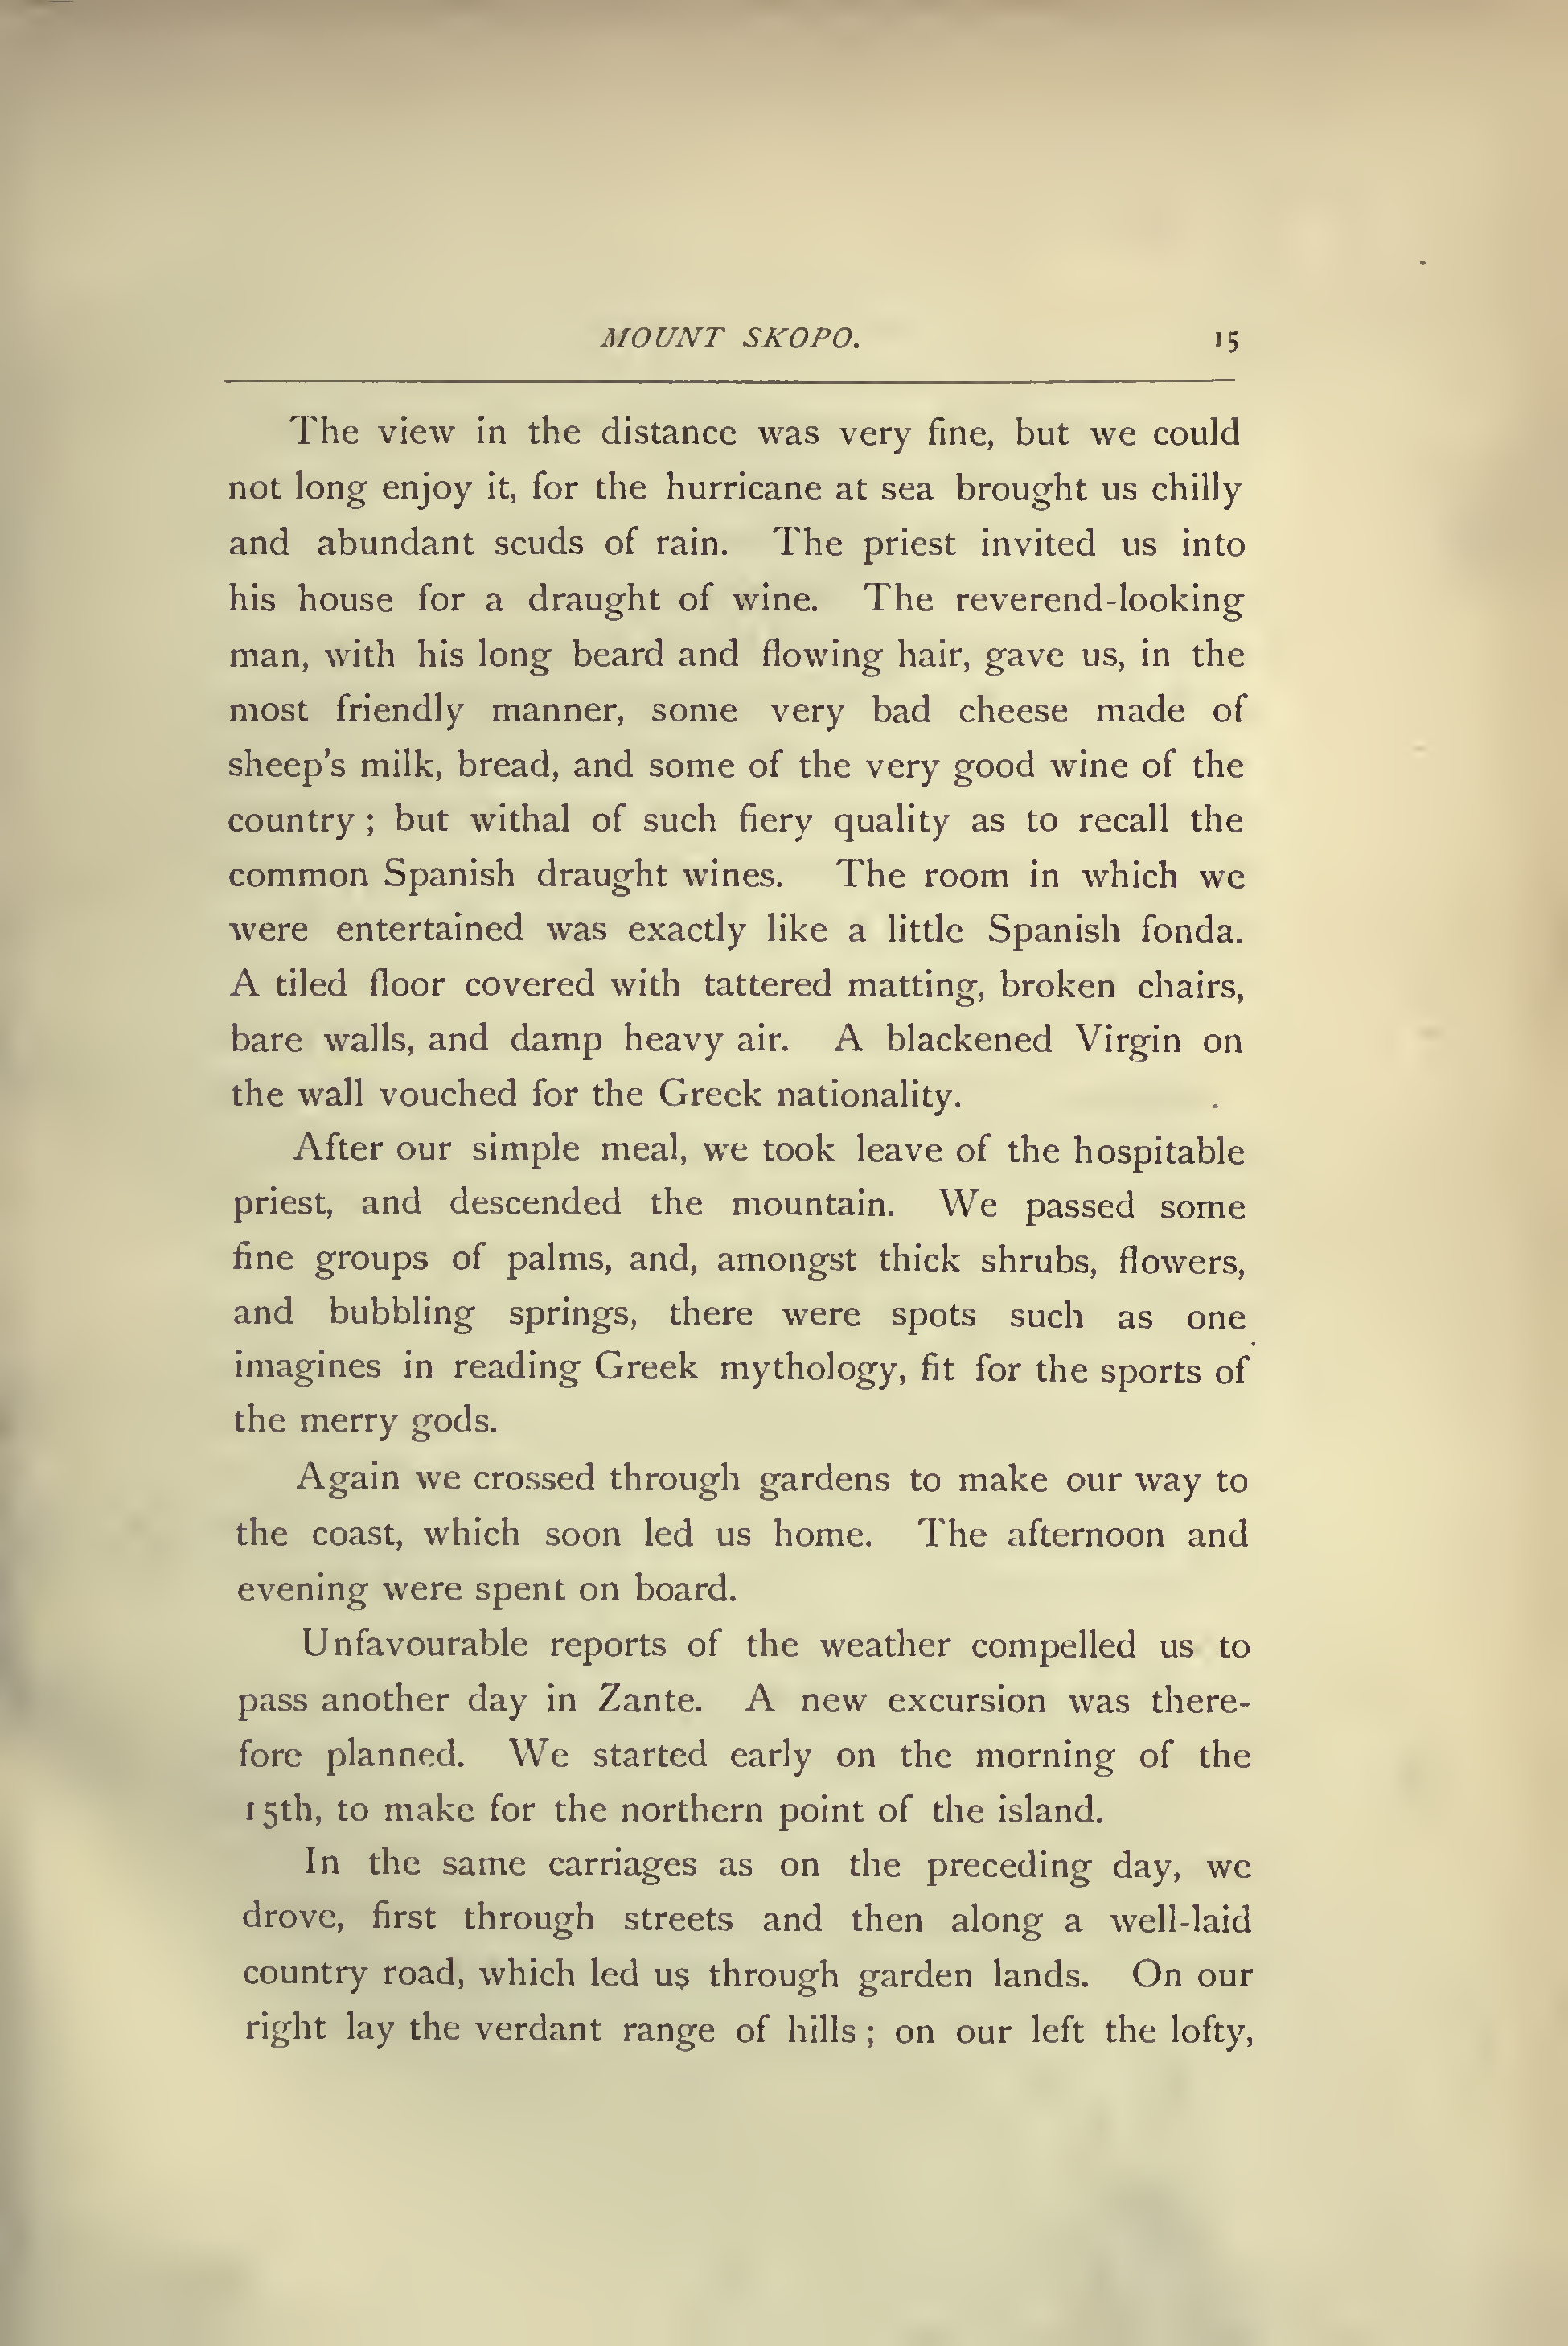 MOUNT SKOPO. 15
The view in the distance was very fine, but we could
not long enjoy it, for the hurricane at sea brought us chilly
and abundant scuds of rain. The priest invited us into
his house for a draught of wine. The reverend-looking
man, with his long beard and flowing hair, gave us, in the
most friendly manner, some very bad cheese made of
sheep's milk, bread, and some of the very good wine of the
country ; but withal of such fiery quality as to recall the
common Spanish draught wines. The room in which we
were entertained was exactly like a little Spanish fonda.
A tiled floor covered with tattered matting, broken chairs,
bare walls, and damp heavy air. A blackened Virgin on
the wall vouched for the Greek nationality.
After our simple meal, we took leave of the hospitable
priest, and descended the mountain. We passed some
fine groups of palms, and, amongst thick shrubs, flowers,
and bubbling springs, there were spots such as one
imagines in reading Greek mythology, fit for the sports of
the merry gods.
Again we crossed through gardens to make our way to
the coast, which soon led us home. The afternoon and
evening were spent on board.
Unfavourable reports of the weather compelled us to
pass another day in Zante. A new excursion was there-
fore planned. We started early on the morning of the
15th, to make for the northern point of the island.
In the same carriages as on the preceding day, we
drove, first through streets and then along a well-laid
country road, which led us through garden lands. On our
right lay the verdant range of hills ; on our left the lofty,